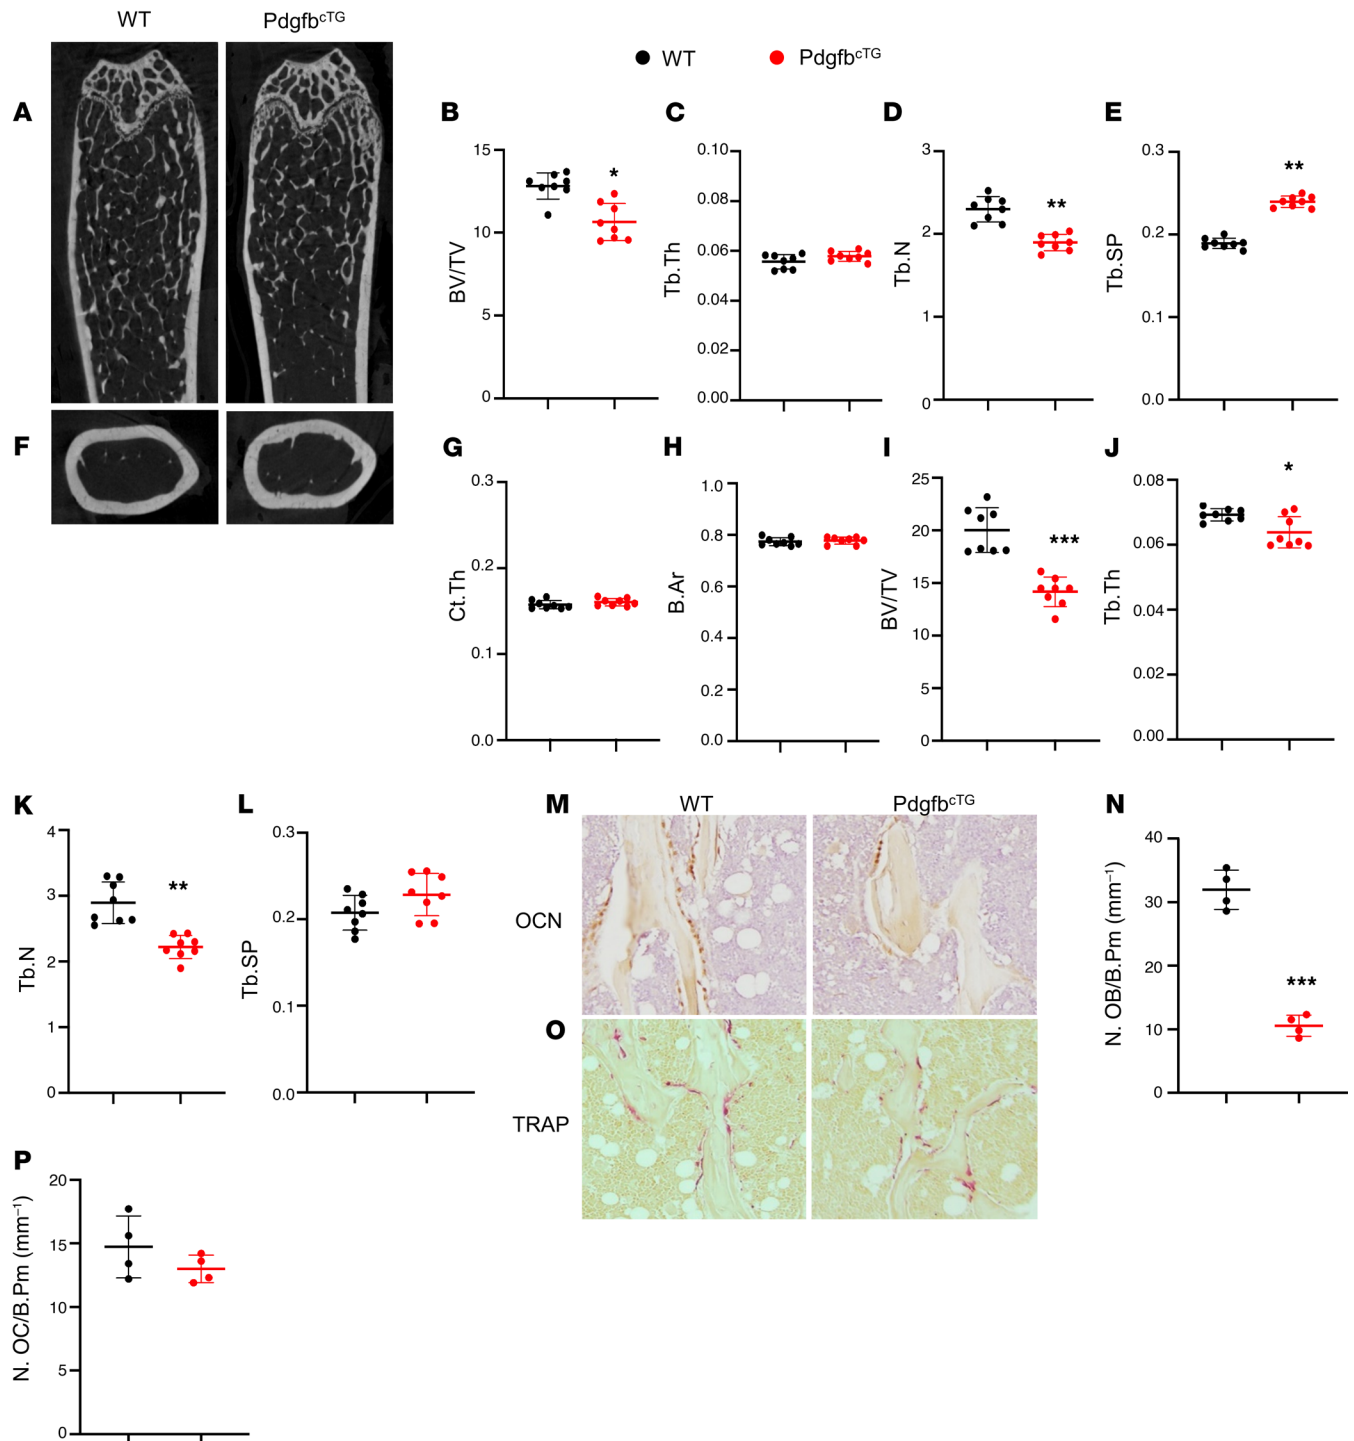 WT Pdgfbᶜᵀᴳ
WT Pdgfbᶜᵀᴳ
A B C D E
BV/TV
15
10
5
0
*
Tb.Th
0.10
0.08
0.06
0.04
0.02
0.00
Tb.N
3
2
1
0
**
Tb.SP
0.3
0.2
0.1
0.0
**
F G H I J
Ct.Th
0.3
0.2
0.1
0.0
B.Ar
1.0
0.8
0.6
0.4
0.2
0.0
BV/TV
25
20
15
10
5
0
***
Tb.Th
0.08
0.06
0.04
0.02
0.00
*
K L M N
Tb.N
4
3
2
1
0
**
Tb.SP
0.3
0.2
0.1
0.0
WT Pdgfbᶜᵀᴳ
OCN
N. OB/B.Pm (mm⁻¹)
40
30
20
10
0
***
O
TRAP
P
N. OC/B.Pm (mm⁻¹)
20
15
10
5
0